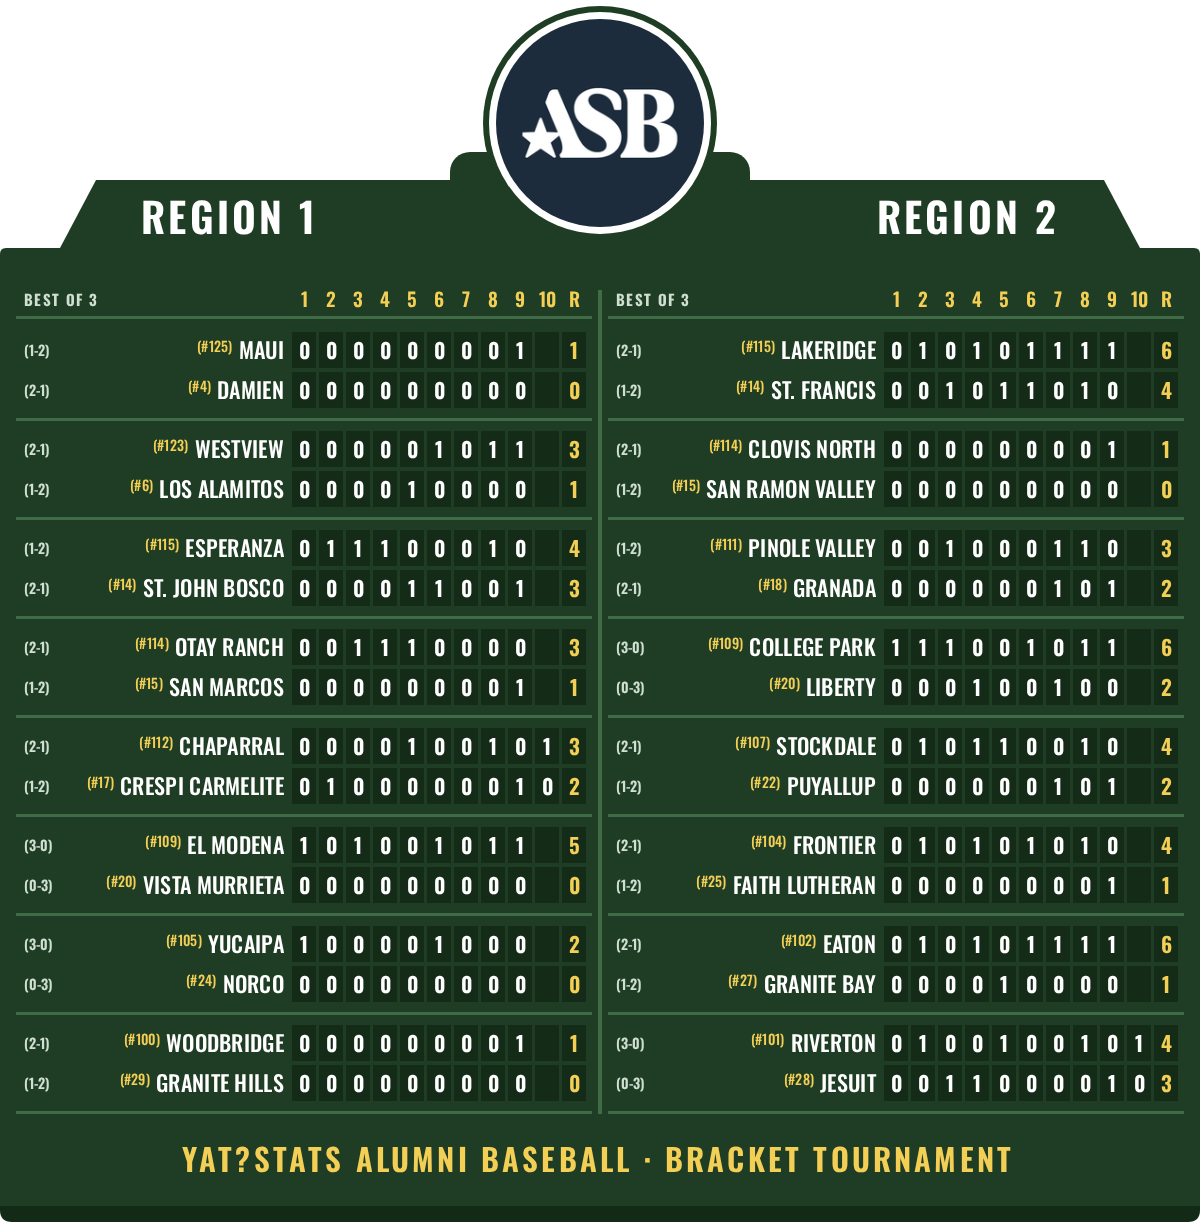 ASB
REGION 1
REGION 2
BEST OF 3 1 2 3 4 5 6 7 8 9 10 R
(1-2) (#125) MAUI 0 0 0 0 0 0 0 0 1 1
(2-1) (#4) DAMIEN 0 0 0 0 0 0 0 0 0 0
(2-1) (#123) WESTVIEW 0 0 0 0 0 1 0 1 1 3
(1-2) (#6) LOS ALAMITOS 0 0 0 0 1 0 0 0 0 1
(1-2) (#115) ESPERANZA 0 1 1 1 0 0 0 1 0 4
(2-1) (#14) ST. JOHN BOSCO 0 0 0 0 1 1 0 0 1 3
(2-1) (#114) OTAY RANCH 0 0 1 1 1 0 0 0 0 3
(1-2) (#15) SAN MARCOS 0 0 0 0 0 0 0 0 1 1
(2-1) (#112) CHAPARRAL 0 0 0 0 1 0 0 1 0 1 3
(1-2) (#17) CRESPI CARMELITE 0 1 0 0 0 0 0 0 1 0 2
(3-0) (#109) EL MODENA 1 0 1 0 0 1 0 1 1 5
(0-3) (#20) VISTA MURRIETA 0 0 0 0 0 0 0 0 0 0
(3-0) (#105) YUCAIPA 1 0 0 0 0 1 0 0 0 2
(0-3) (#24) NORCO 0 0 0 0 0 0 0 0 0 0
(2-1) (#100) WOODBRIDGE 0 0 0 0 0 0 0 0 1 1
(1-2) (#29) GRANITE HILLS 0 0 0 0 0 0 0 0 0 0
BEST OF 3 1 2 3 4 5 6 7 8 9 10 R
(2-1) (#115) LAKERIDGE 0 1 0 1 0 1 1 1 1 6
(1-2) (#14) ST. FRANCIS 0 0 1 0 1 1 0 1 0 4
(2-1) (#114) CLOVIS NORTH 0 0 0 0 0 0 0 0 1 1
(1-2) (#15) SAN RAMON VALLEY 0 0 0 0 0 0 0 0 0 0
(1-2) (#111) PINOLE VALLEY 0 0 1 0 0 0 1 1 0 3
(2-1) (#18) GRANADA 0 0 0 0 0 0 1 0 1 2
(3-0) (#109) COLLEGE PARK 1 1 1 0 0 1 0 1 1 6
(0-3) (#20) LIBERTY 0 0 0 1 0 0 1 0 0 2
(2-1) (#107) STOCKDALE 0 1 0 1 1 0 0 1 0 4
(1-2) (#22) PUYALLUP 0 0 0 0 0 0 1 0 1 2
(2-1) (#104) FRONTIER 0 1 0 1 0 1 0 1 0 4
(1-2) (#25) FAITH LUTHERAN 0 0 0 0 0 0 0 0 1 1
(2-1) (#102) EATON 0 1 0 1 0 1 1 1 1 6
(1-2) (#27) GRANITE BAY 0 0 0 0 1 0 0 0 0 1
(3-0) (#101) RIVERTON 0 1 0 0 1 0 0 1 0 1 4
(0-3) (#28) JESUIT 0 0 1 1 0 0 0 0 1 0 3
YAT?STATS ALUMNI BASEBALL · BRACKET TOURNAMENT